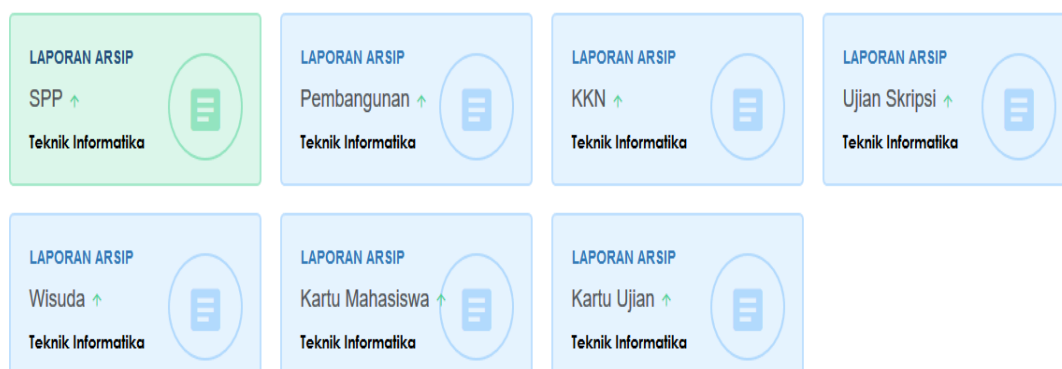 LAPORAN ARSIP
SPP ↑
Teknik Informatika
LAPORAN ARSIP
Pembangunan ↑
Teknik Informatika
LAPORAN ARSIP
KKN ↑
Teknik Informatika
LAPORAN ARSIP
Ujian Skripsi ↑
Teknik Informatika
LAPORAN ARSIP
Wisuda ↑
Teknik Informatika
LAPORAN ARSIP
Kartu Mahasiswa ↑
Teknik Informatika
LAPORAN ARSIP
Kartu Ujian ↑
Teknik Informatika